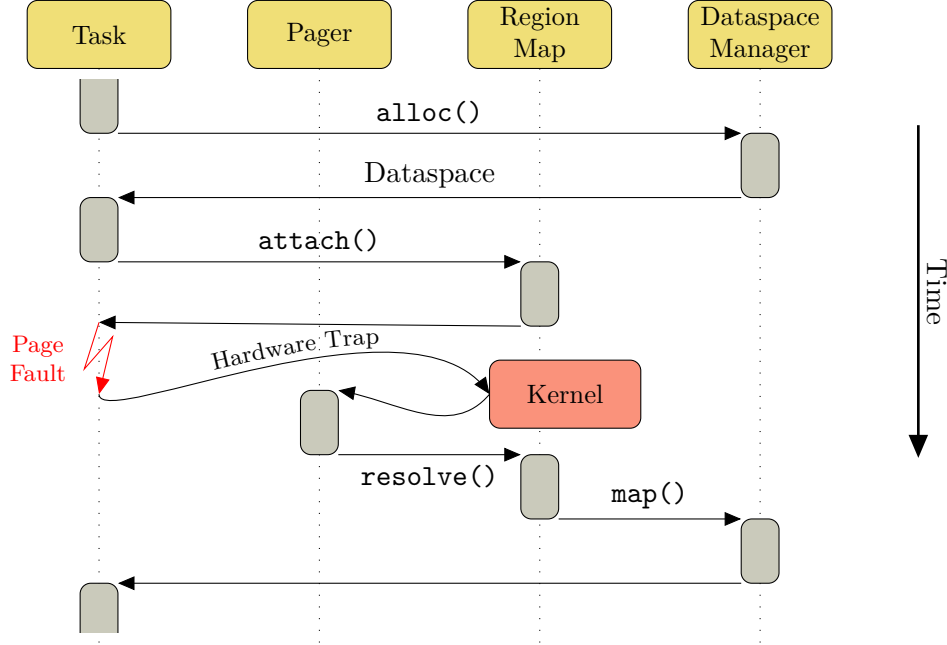 Task
Pager
Region
Map
Dataspace
Manager
alloc()
Dataspace
attach()
Time
Page
Fault
Hardware Trap
Kernel
resolve()
map()